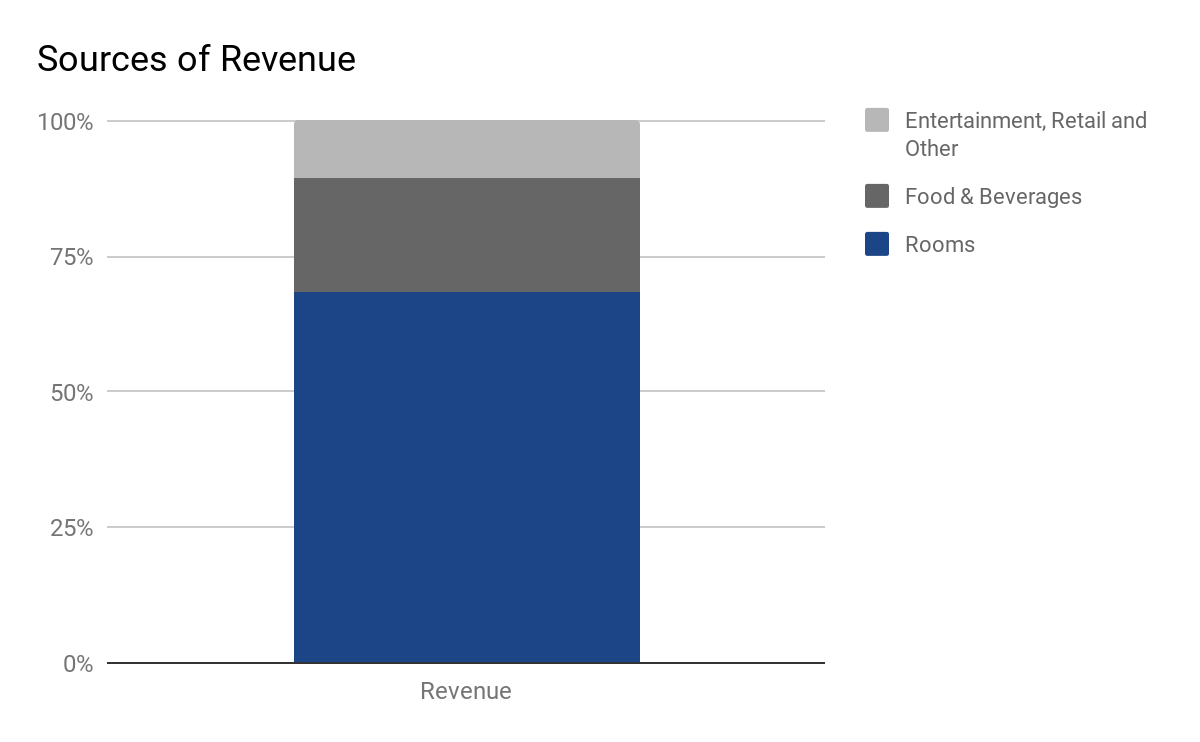 Sources of Revenue
100%
75%
50%
25%
0%
Revenue
Entertainment, Retail and
Other
Food & Beverages
Rooms